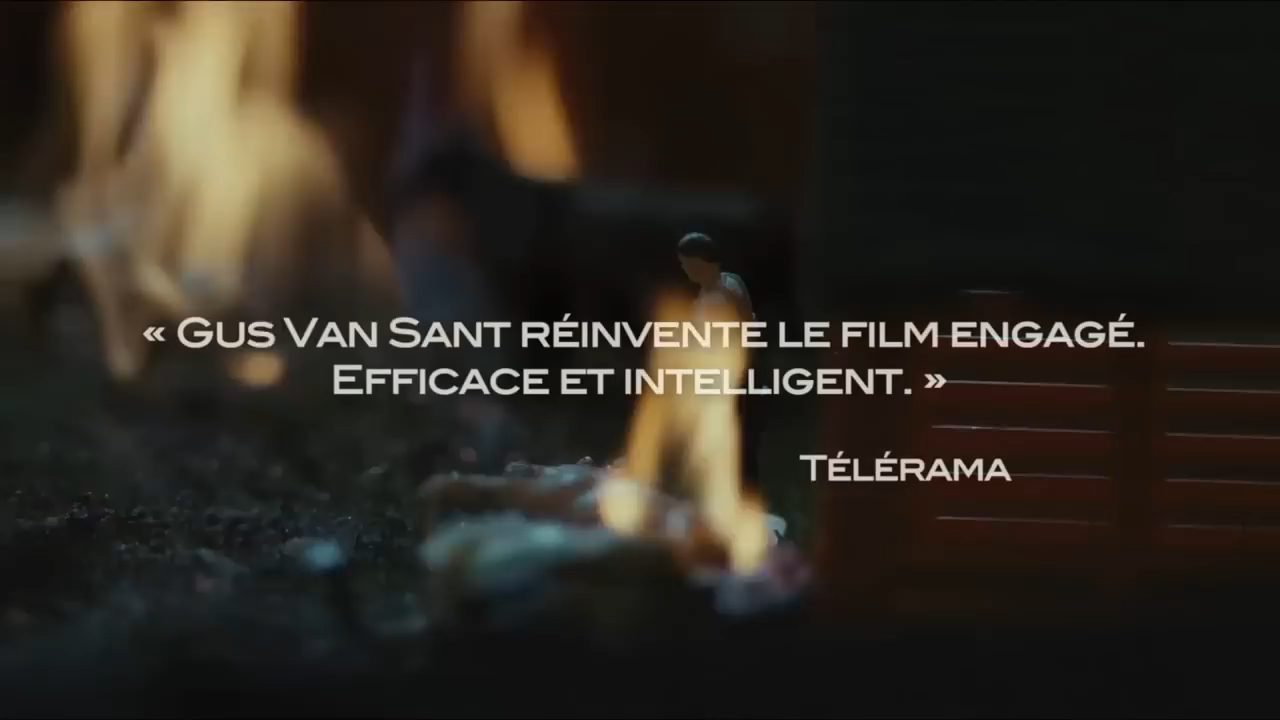 « Gus Van Sant réinvente le film engagé.
Efficace et intelligent. »
Télérama